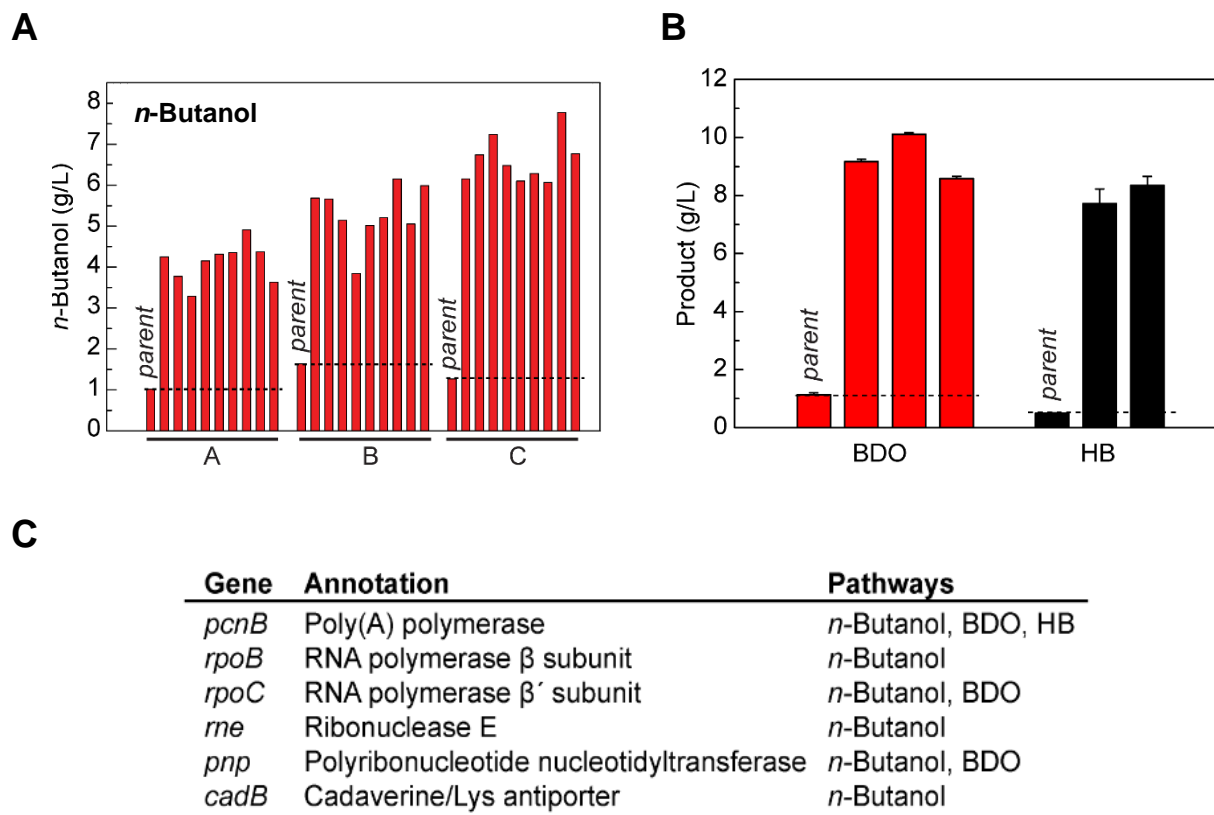 A
n-Butanol
n-Butanol (g/L)
8
7
6
5
4
3
2
1
0
parent
parent
parent
A
B
C
B
Product (g/L)
12
10
8
6
4
2
0
parent
parent
BDO
HB
C
Gene Annotation Pathways
pcnB Poly(A) polymerase n-Butanol, BDO, HB
rpoB RNA polymerase β subunit n-Butanol
rpoC RNA polymerase β´ subunit n-Butanol, BDO
rne Ribonuclease E n-Butanol
pnp Polyribonucleotide nucleotidyltransferase n-Butanol, BDO
cadB Cadaverine/Lys antiporter n-Butanol